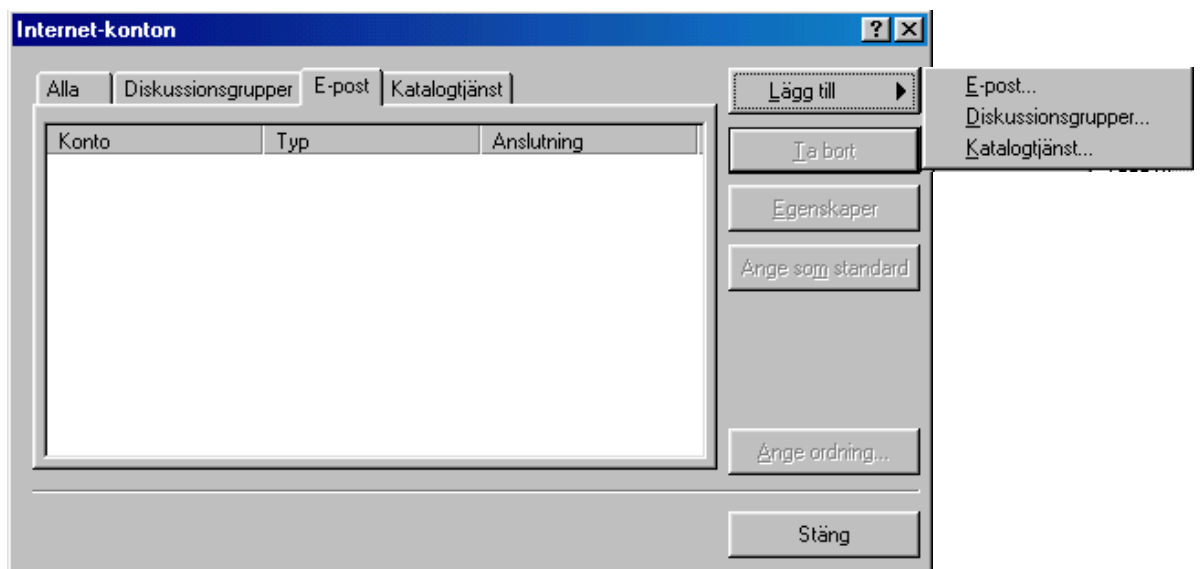 Internet-konton
Alla Diskussionsgrupper E-post Katalogtjänst
Konto Typ Anslutning
Lägg till
Ta bort
Egenskaper
Ange som standard
Ange ordning...
Stäng
E-post...
Diskussionsgrupper...
Katalogtjänst...